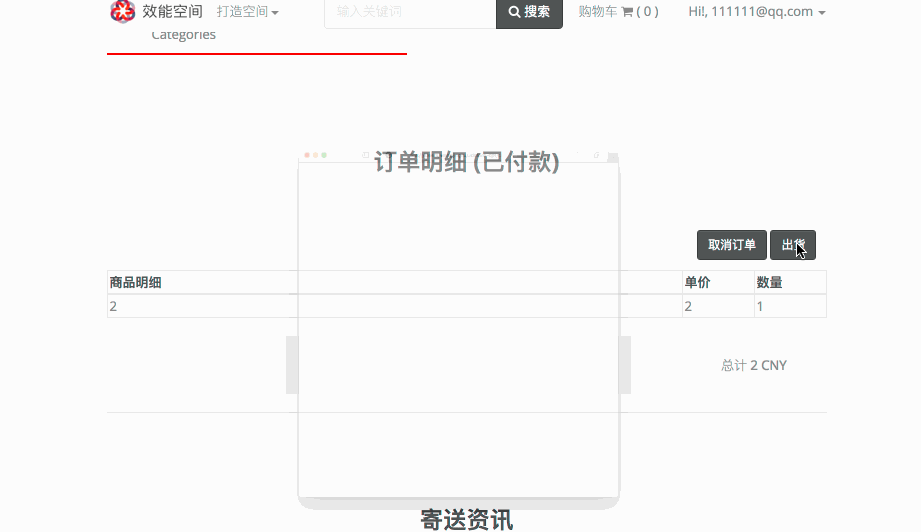 效能空间 打造空间 输入关键词 搜索 购物车 ( 0 ) Hi!, 111111@qq.com
Categories
订单明细 (已付款)
取消订单 出货
商品明细 单价 数量
2 2 1
总计 2 CNY
寄送资讯